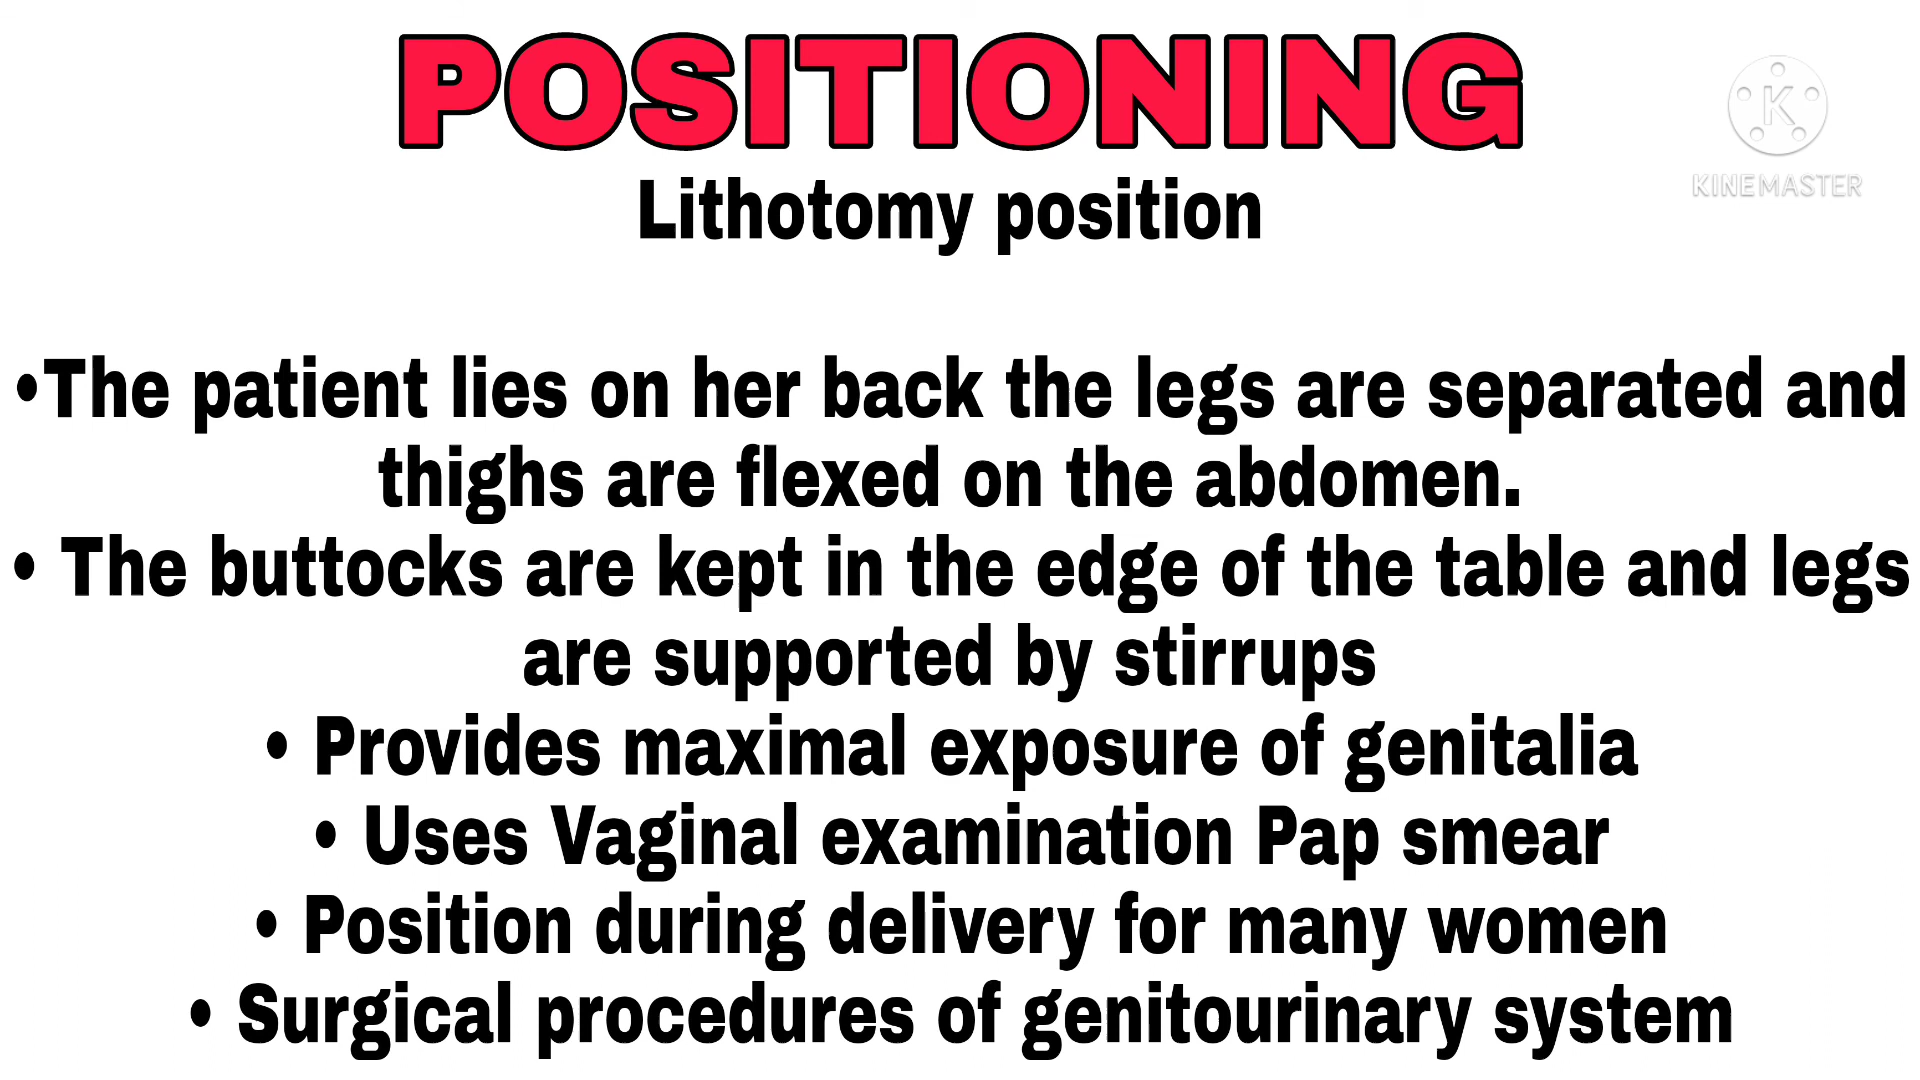 POSITIONING
K
KINEMASTER
Lithotomy position
•The patient lies on her back the legs are separated and
thighs are flexed on the abdomen.
• The buttocks are kept in the edge of the table and legs
are supported by stirrups
• Provides maximal exposure of genitalia
• Uses Vaginal examination Pap smear
• Position during delivery for many women
• Surgical procedures of genitourinary system